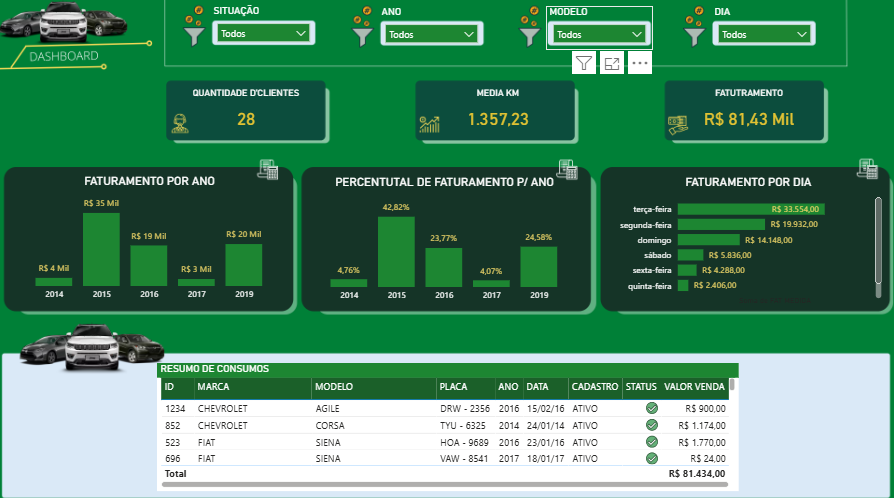 SITUAÇÃO
ANO
MODELO
DIA
Todos
Todos
Todos
Todos
DASHBOARD
QUANTIDADE D'CLIENTES
28
MEDIA KM
1.357,23
FATUTRAMENTO
R$ 81,43 Mil
FATURAMENTO POR ANO
R$ 4 Mil
R$ 35 Mil
R$ 19 Mil
R$ 3 Mil
R$ 20 Mil
2014 2015 2016 2017 2019
PERCENTUTAL DE FATURAMENTO P/ ANO
4,76%
42,82%
23,77%
4,07%
24,58%
2014 2015 2016 2017 2019
FATURAMENTO POR DIA
terça-feira R$ 33.554,00
segunda-feira R$ 19.932,00
domingo R$ 14.148,00
sábado R$ 5.836,00
sexta-feira R$ 4.288,00
quinta-feira R$ 2.406,00
RESUMO DE CONSUMOS
ID MARCA MODELO PLACA ANO DATA CADASTRO STATUS VALOR VENDA
1234 CHEVROLET AGILE DRW - 2356 2016 15/02/16 ATIVO R$ 900,00
852 CHEVROLET CORSA TYU - 6325 2014 24/01/14 ATIVO R$ 1.174,00
523 FIAT SIENA HOA - 9689 2016 23/01/16 ATIVO R$ 1.770,00
696 FIAT SIENA VAW - 8541 2017 18/01/17 ATIVO R$ 24,00
Total R$ 81.434,00